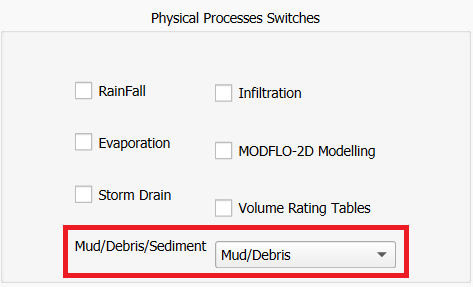 Physical Processes Switches
RainFall
Infiltration
Evaporation
MODFLO-2D Modelling
Storm Drain
Volume Rating Tables
Mud/Debris/Sediment
Mud/Debris